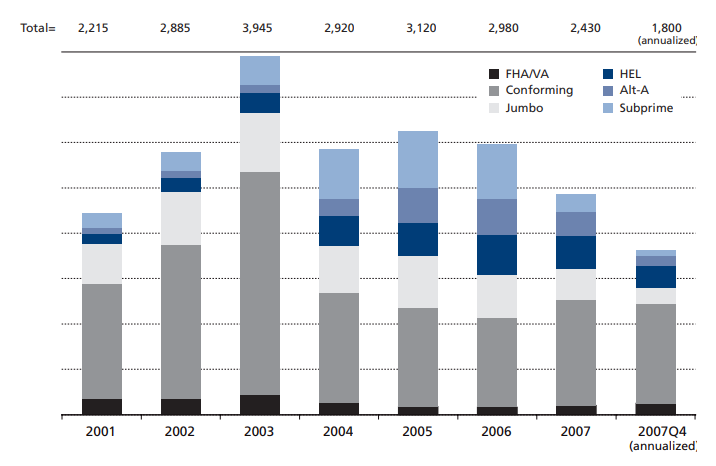 Total= 2,215 2,885 3,945 2,920 3,120 2,980 2,430 1,800
(annualized)
FHA/VA HEL
Conforming Alt-A
Jumbo Subprime
2001 2002 2003 2004 2005 2006 2007 2007Q4
(annualized)